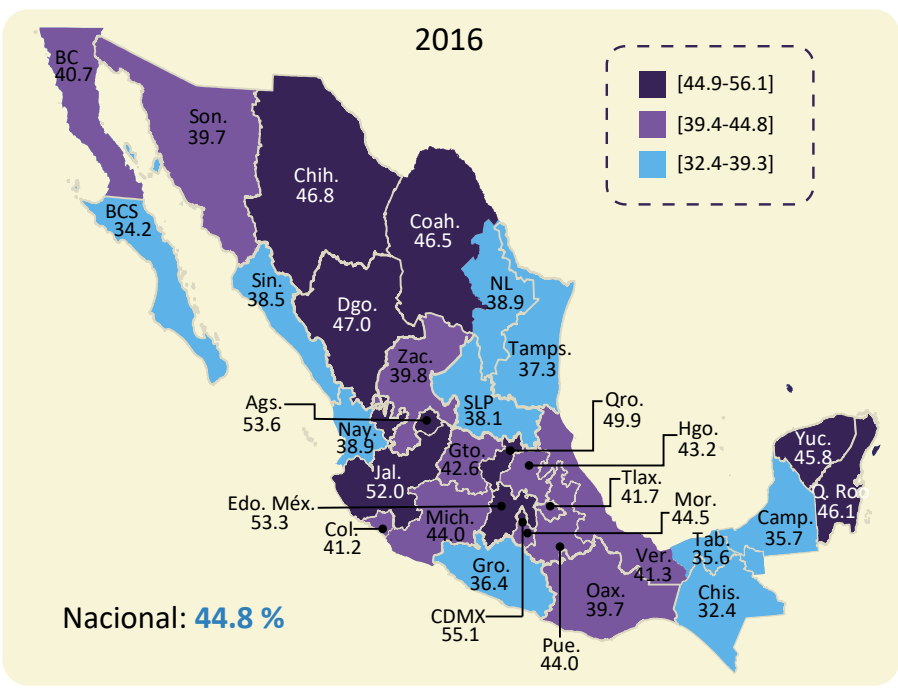 2016
[44.9-56.1]
[39.4-44.8]
[32.4-39.3]
BC
40.7
Son.
39.7
Chih.
46.8
Coah.
46.5
BCS
34.2
Sin.
38.5
NL
38.9
Dgo.
47.0
Tamps.
37.3
Zac.
39.8
SLP
38.1
Ags.
53.6
Nay.
38.9
Qro.
49.9
Hgo.
43.2
Gto.
42.6
Yuc.
45.8
Jal.
52.0
Tlax.
41.7
Q. Roo
46.1
Edo. Méx.
53.3
Mor.
44.5
Col.
41.2
Mich.
44.0
Camp.
35.7
Tab.
35.6
Ver.
41.3
Gro.
36.4
Oax.
39.7
Chis.
32.4
CDMX
55.1
Pue.
44.0
Nacional: 44.8 %